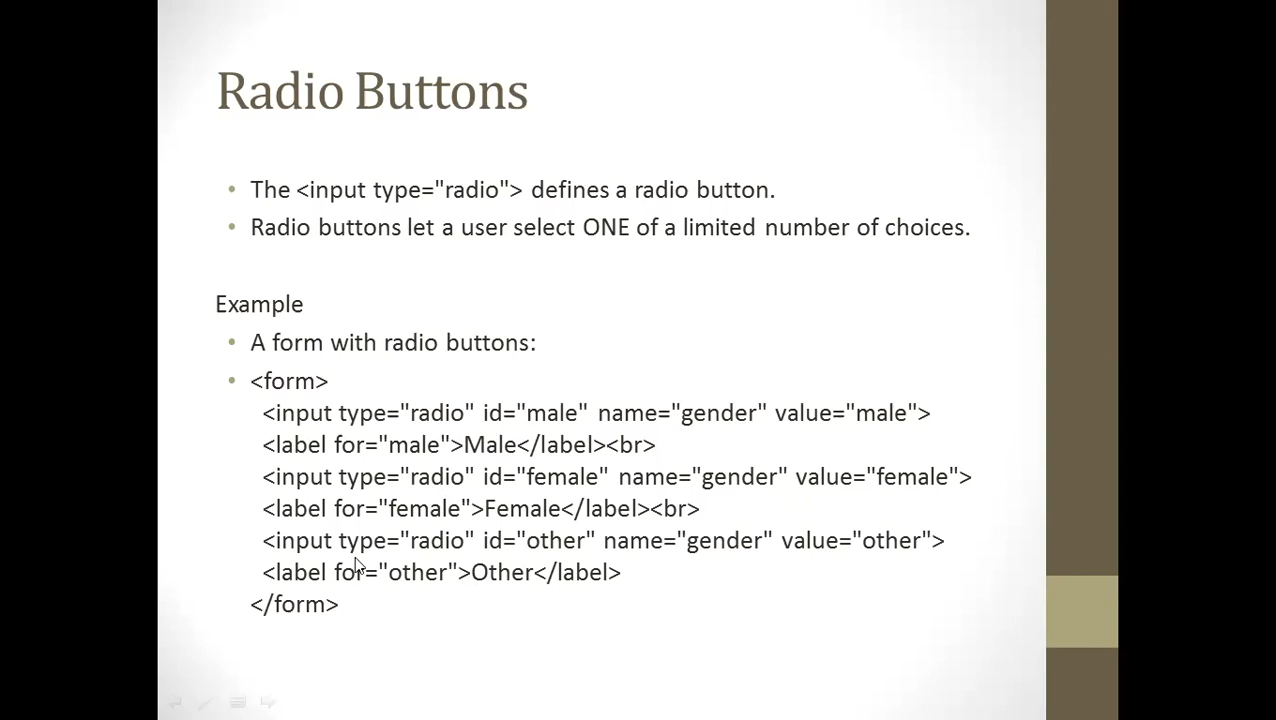 Radio Buttons
• The <input type="radio"> defines a radio button.
• Radio buttons let a user select ONE of a limited number of choices.
Example
• A form with radio buttons:
• <form>
<input type="radio" id="male" name="gender" value="male">
<label for="male">Male</label><br>
<input type="radio" id="female" name="gender" value="female">
<label for="female">Female</label><br>
<input type="radio" id="other" name="gender" value="other">
<label for="other">Other</label>
</form>